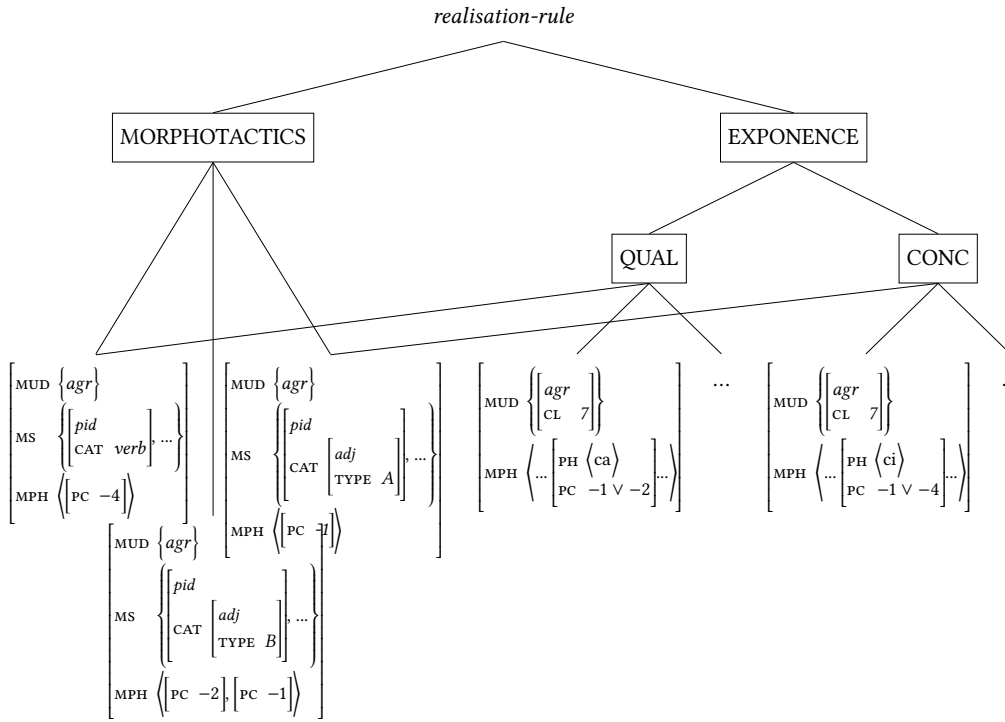 realisation-rule
MORPHOTACTICS
EXPONENCE
QUAL
CONC
MUD {agr}
MS {[pid
CAT verb], ...}
MPH ⟨[PC −4]⟩
MUD {agr}
MS {[pid
CAT [adj
TYPE A]], ...}
MPH ⟨[PC -1]⟩
MUD {[agr
CL 7]}
MPH ⟨... [PH ⟨ca⟩
PC −1 ∨ −2] ...⟩
...
MUD {[agr
CL 7]}
MPH ⟨... [PH ⟨ci⟩
PC −1 ∨ −4] ...⟩
MUD {agr}
MS {[pid
CAT [adj
TYPE B]], ...}
MPH ⟨[PC −2], [PC −1]⟩